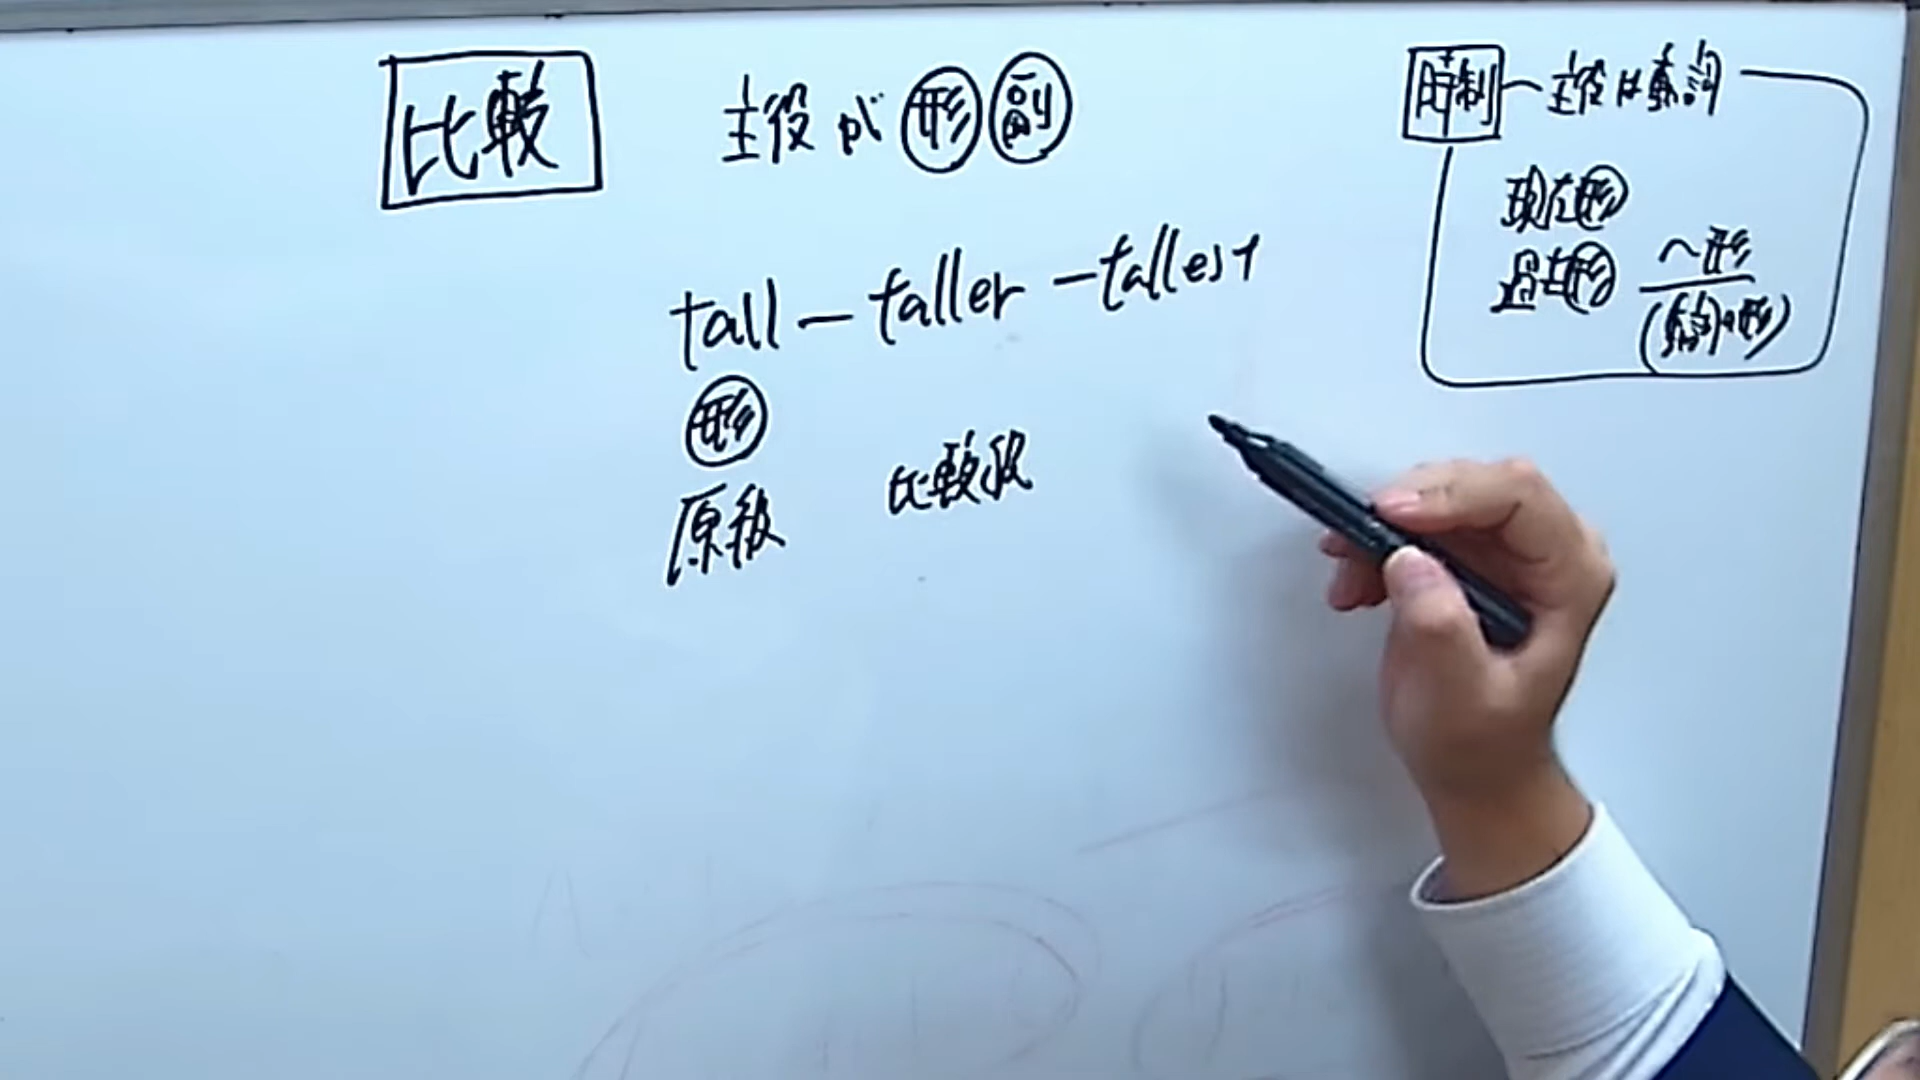 比較
主役が 形 副
tall - taller - tallest
形
原級 比較級
時制 〜 主役は動詞
現在形
過去形
〜形
(動詞の形)